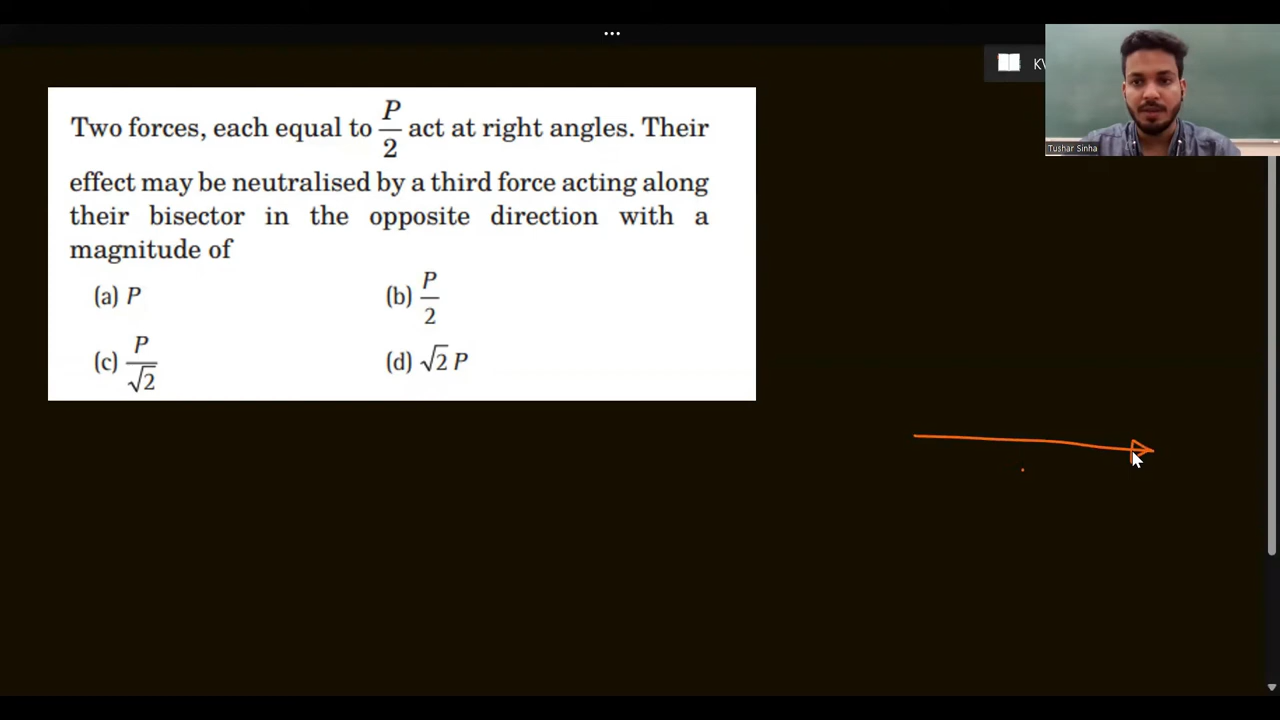 ...
KV
Tushar Sinha
Two forces, each equal to P/2 act at right angles. Their
effect may be neutralised by a third force acting along
their bisector in the opposite direction with a
magnitude of
(a) P (b) P/2
(c) P/√2 (d) √2 P